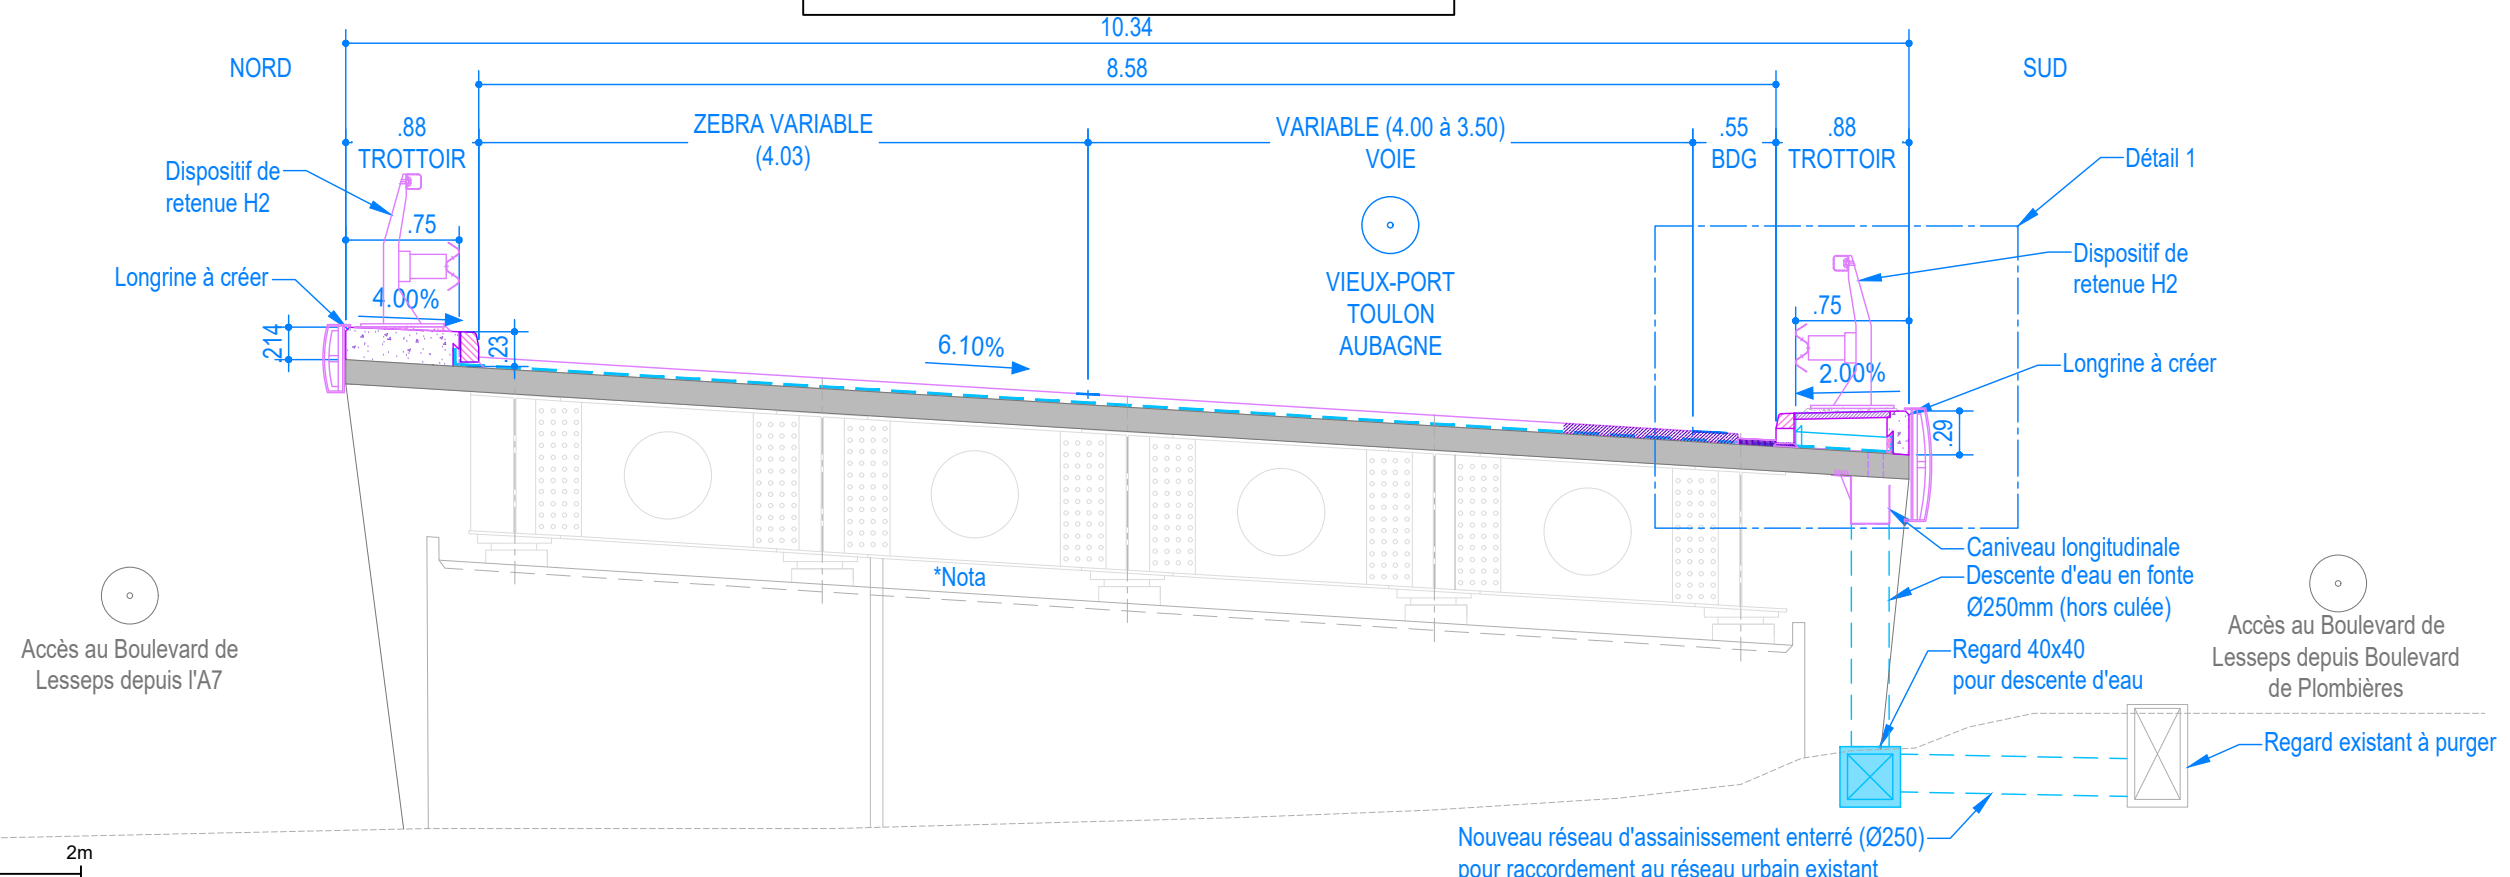 10.34
NORD
8.58
SUD
.88
TROTTOIR
ZEBRA VARIABLE
(4.03)
VARIABLE (4.00 à 3.50)
VOIE
.55
BDG
.88
TROTTOIR
Détail 1
Dispositif de
retenue H2
.75
Longrine à créer
4.00%
.214
.23
6.10%
VIEUX-PORT
TOULON
AUBAGNE
Dispositif de
retenue H2
.75
2.00%
Longrine à créer
.29
*Nota
Caniveau longitudinale
Descente d'eau en fonte
Ø250mm (hors culée)
Accès au Boulevard de
Lesseps depuis l'A7
Regard 40x40
pour descente d'eau
Accès au Boulevard de
Lesseps depuis Boulevard
de Plombières
Regard existant à purger
Nouveau réseau d'assainissement enterré (Ø250)
pour raccordement au réseau urbain existant
2m